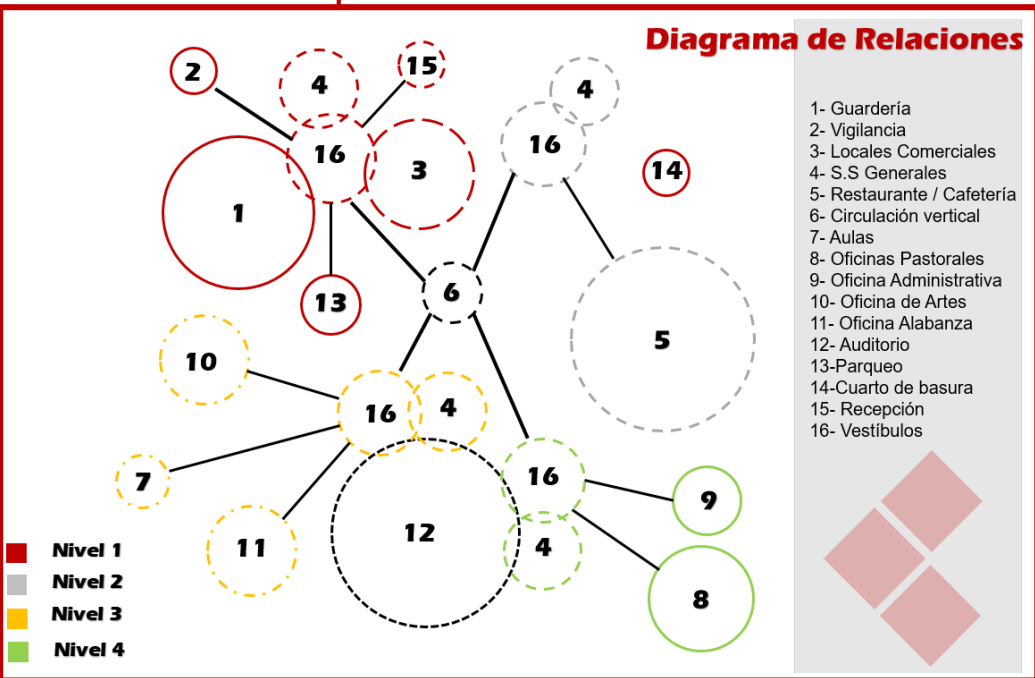 Diagrama de Relaciones
2
4
15
4
16
16
3
14
1
1- Guardería
2- Vigilancia
3- Locales Comerciales
4- S.S Generales
5- Restaurante / Cafetería
6- Circulación vertical
7- Aulas
8- Oficinas Pastorales
9- Oficina Administrativa
10- Oficina de Artes
11- Oficina Alabanza
12- Auditorio
13-Parqueo
14-Cuarto de basura
15- Recepción
16- Vestíbulos
6
13
5
10
16
4
7
16
9
12
11
4
8
Nivel 1
Nivel 2
Nivel 3
Nivel 4